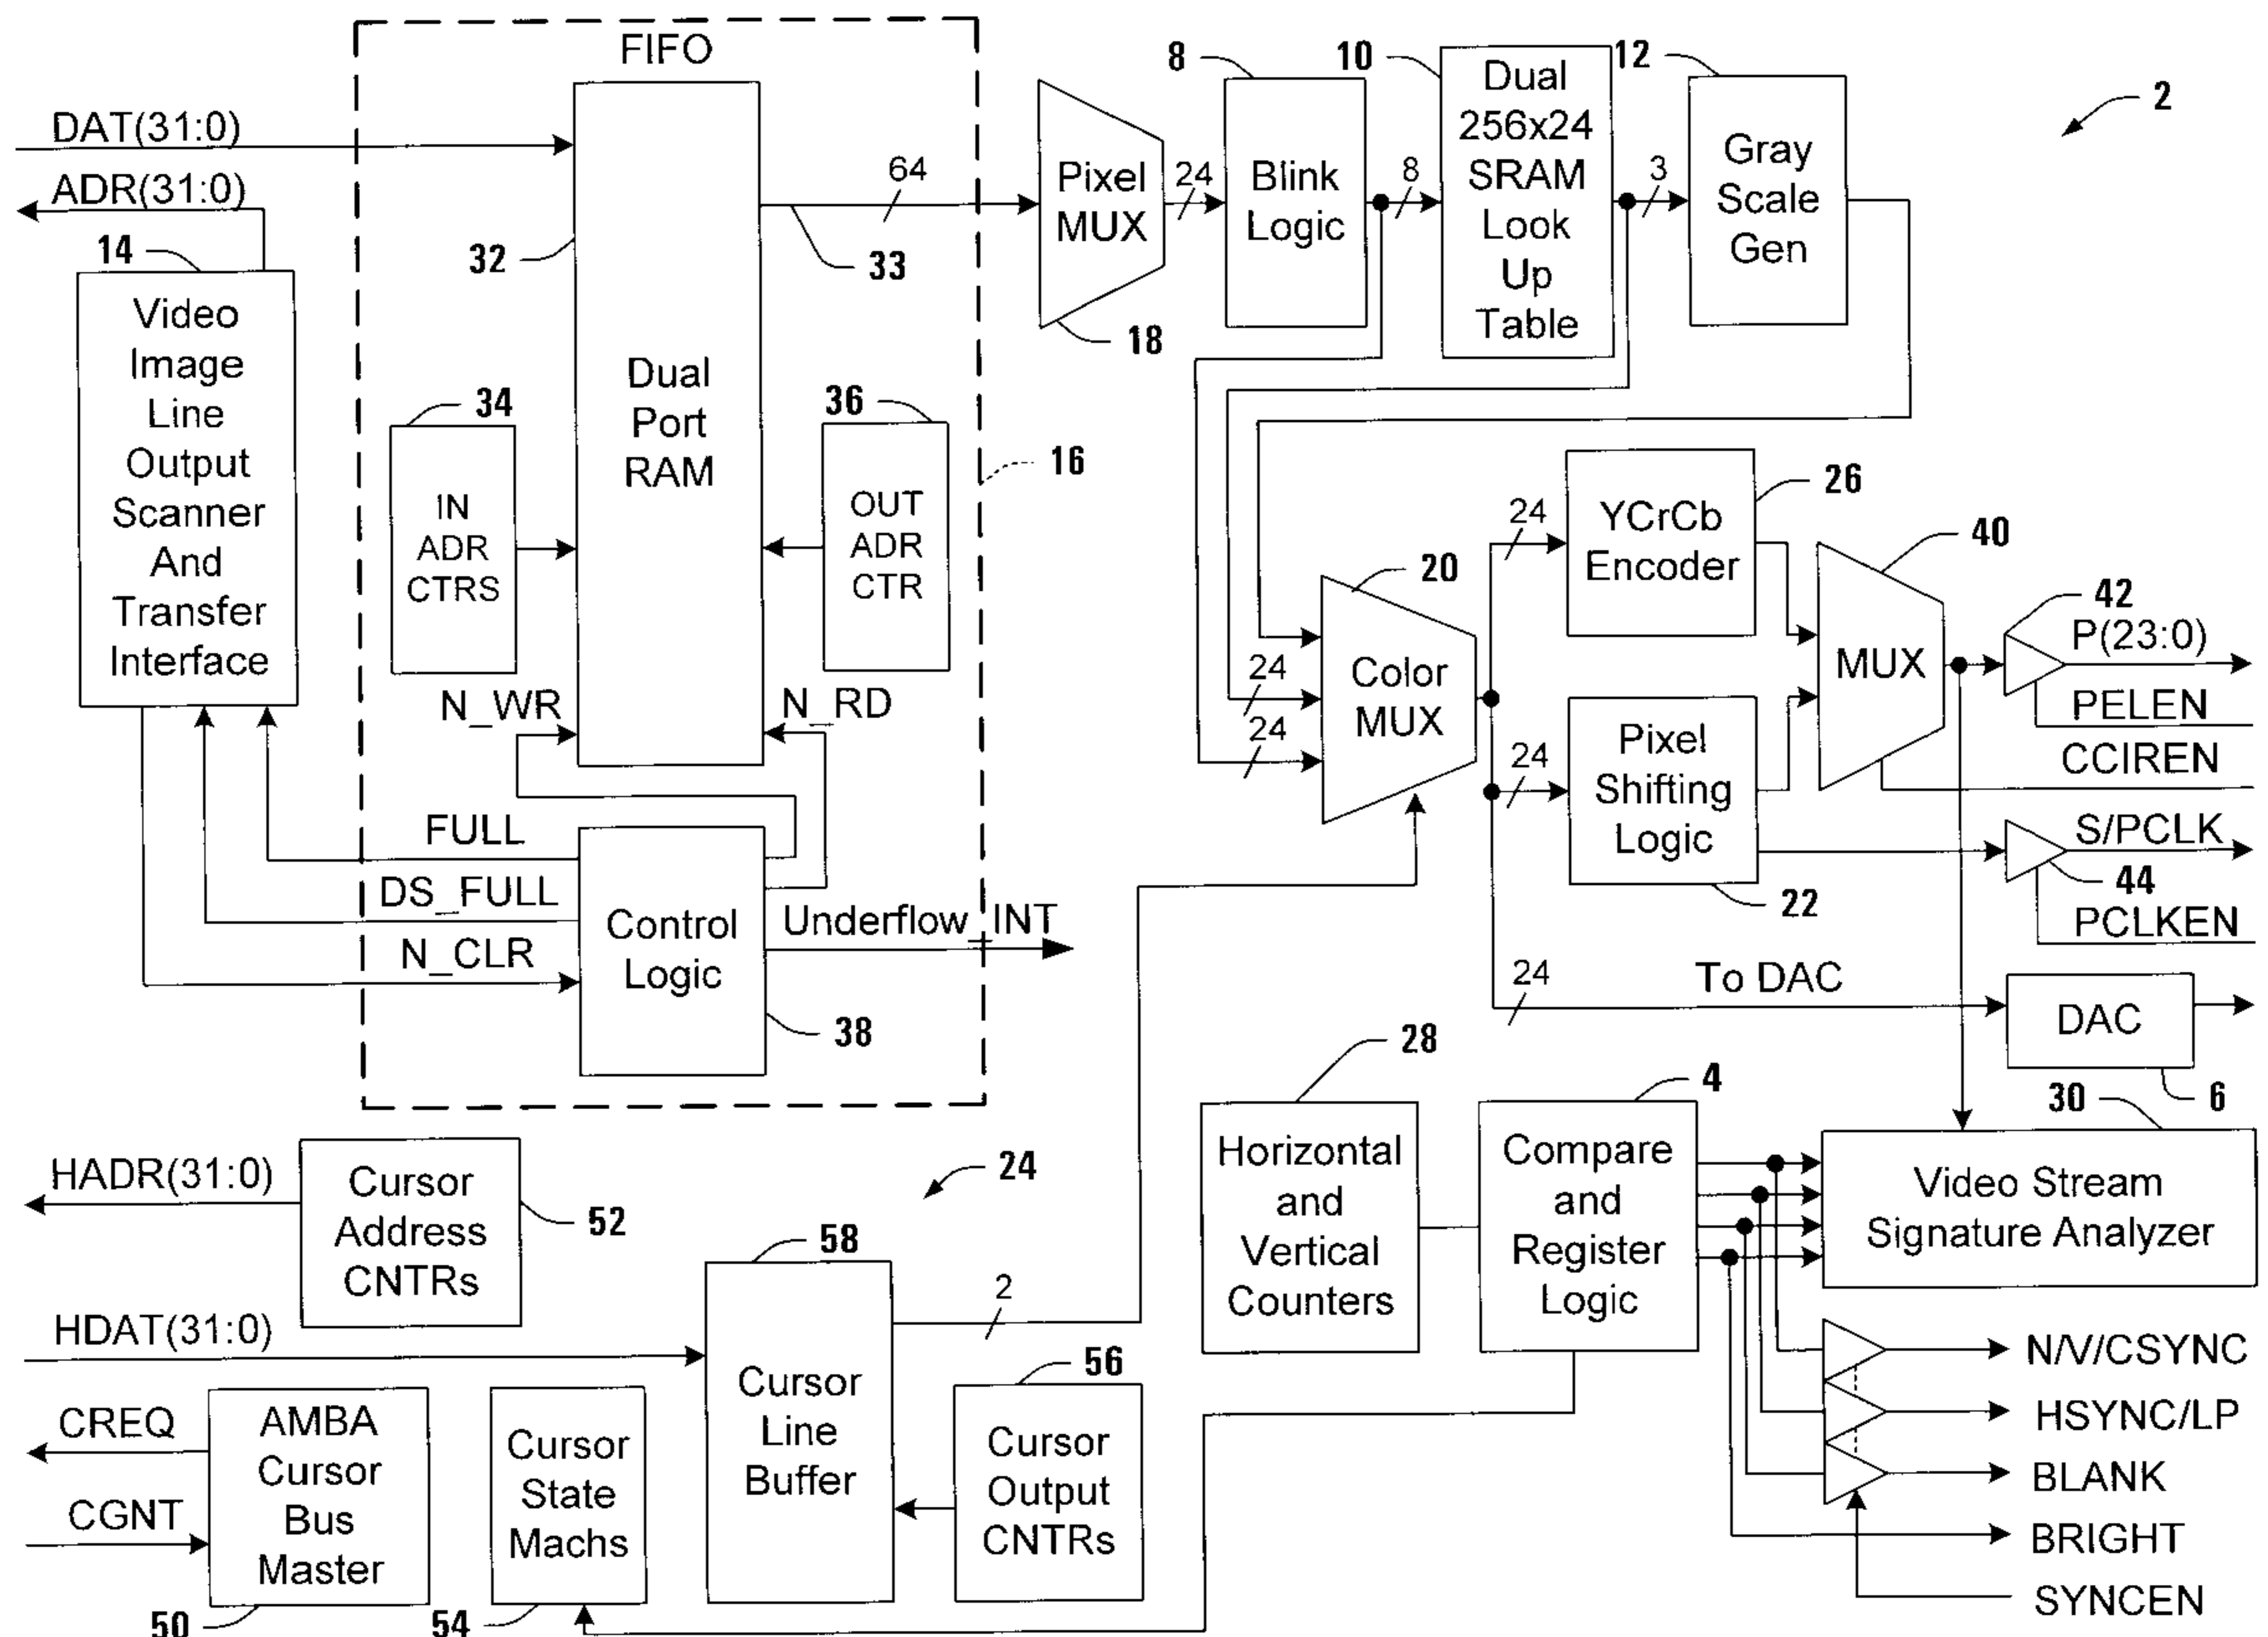 FIFO
DAT(31:0)
ADR(31:0)
14
Video
Image
Line
Output
Scanner
And
Transfer
Interface
32
Dual
Port
RAM
64
33
34
IN
ADR
CTRS
36
OUT
ADR
CTR
16
N_WR
N_RD
FULL
DS_FULL
N_CLR
Control
Logic
38
Underflow_INT
Pixel
MUX
18
24
8
Blink
Logic
8
10
Dual
256x24
SRAM
Look
Up
Table
3
12
Gray
Scale
Gen
2
20
Color
MUX
24
24
24
YCrCb
Encoder
26
24
Pixel
Shifting
Logic
22
40
MUX
42
P(23:0)
PELEN
CCIREN
S/PCLK
44
PCLKEN
24
To DAC
DAC
6
28
Horizontal
and
Vertical
Counters
4
Compare
and
Register
Logic
30
Video Stream
Signature Analyzer
N/V/CSYNC
HSYNC/LP
BLANK
BRIGHT
SYNCEN
HADR(31:0)
Cursor
Address
CNTRs
52
24
HDAT(31:0)
58
Cursor
Line
Buffer
2
56
Cursor
Output
CNTRs
CREQ
CGNT
AMBA
Cursor
Bus
Master
50
Cursor
State
Machs
54